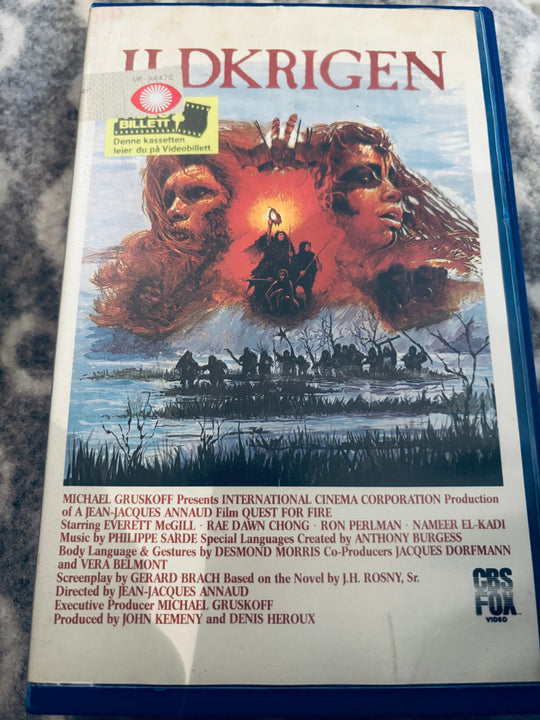 ILDKRIGEN
VR-A4472
BILLETT
Denne kassetten
leier du på Videobillett.
MICHAEL GRUSKOFF Presents INTERNATIONAL CINEMA CORPORATION Production
of A JEAN-JACQUES ANNAUD Film QUEST FOR FIRE
Starring EVERETT McGILL · RAE DAWN CHONG · RON PERLMAN · NAMEER EL-KADI
Music by PHILIPPE SARDE Special Languages Created by ANTHONY BURGESS
Body Language & Gestures by DESMOND MORRIS Co-Producers JACQUES DORFMANN
and VERA BELMONT
Screenplay by GERARD BRACH Based on the Novel by J.H. ROSNY, Sr.
Directed by JEAN-JACQUES ANNAUD
Executive Producer MICHAEL GRUSKOFF
Produced by JOHN KEMENY and DENIS HEROUX
CBS
FOX
VIDEO